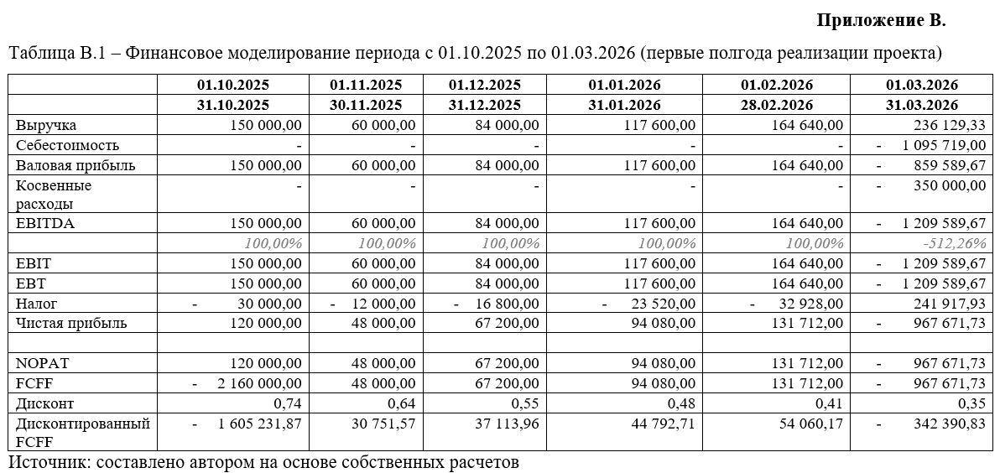 Приложение В.
Таблица В.1 – Финансовое моделирование периода с 01.10.2025 по 01.03.2026 (первые полгода реализации проекта)
01.10.2025 01.11.2025 01.12.2025 01.01.2026 01.02.2026 01.03.2026
31.10.2025 30.11.2025 31.12.2025 31.01.2026 28.02.2026 31.03.2026
Выручка 150 000,00 60 000,00 84 000,00 117 600,00 164 640,00 236 129,33
Себестоимость - - - - - - 1 095 719,00
Валовая прибыль 150 000,00 60 000,00 84 000,00 117 600,00 164 640,00 - 859 589,67
Косвенные - - - - - - 350 000,00
расходы
EBITDA 150 000,00 60 000,00 84 000,00 117 600,00 164 640,00 - 1 209 589,67
100,00% 100,00% 100,00% 100,00% 100,00% -512,26%
EBIT 150 000,00 60 000,00 84 000,00 117 600,00 164 640,00 - 1 209 589,67
EBT 150 000,00 60 000,00 84 000,00 117 600,00 164 640,00 - 1 209 589,67
Налог - 30 000,00 - 12 000,00 - 16 800,00 - 23 520,00 - 32 928,00 241 917,93
Чистая прибыль 120 000,00 48 000,00 67 200,00 94 080,00 131 712,00 - 967 671,73
NOPAT 120 000,00 48 000,00 67 200,00 94 080,00 131 712,00 - 967 671,73
FCFF - 2 160 000,00 48 000,00 67 200,00 94 080,00 131 712,00 - 967 671,73
Дисконт 0,74 0,64 0,55 0,48 0,41 0,35
Дисконтированный - 1 605 231,87 30 751,57 37 113,96 44 792,71 54 060,17 - 342 390,83
FCFF
Источник: составлено автором на основе собственных расчетов